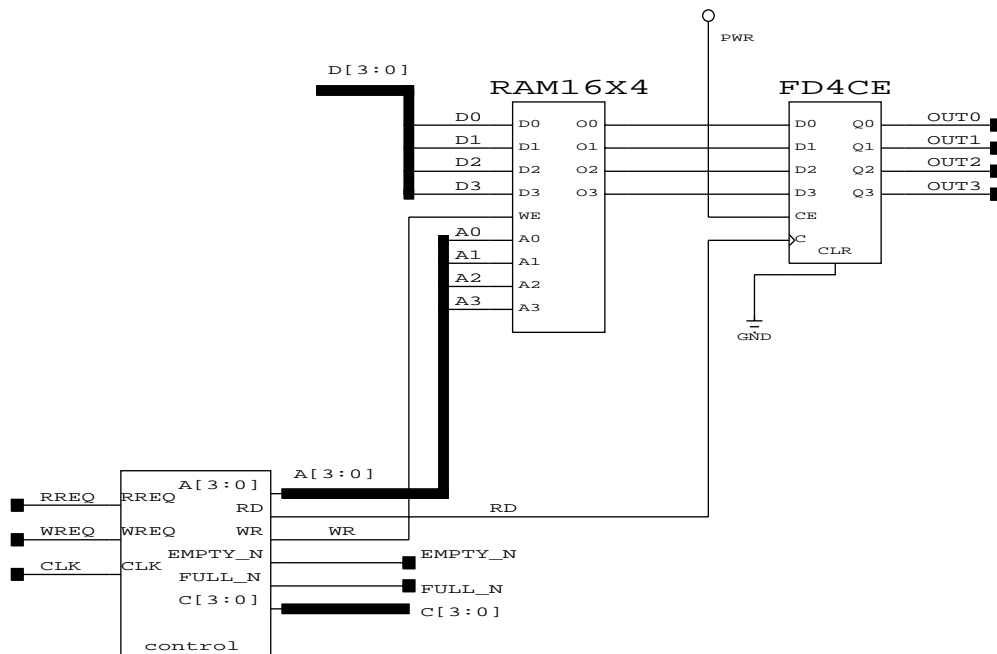 PWR
D[3:0]
RAM16X4
FD4CE
D0 D0 O0 D0 Q0 OUT0
D1 D1 O1 D1 Q1 OUT1
D2 D2 O2 D2 Q2 OUT2
D3 D3 O3 D3 Q3 OUT3
WE CE
A0 A0 C
A1 A1 CLR
A2 A2
A3 A3
GND
A[3:0]
A[3:0]
RREQ RREQ
RD RD
WREQ WREQ WR WR
EMPTY_N EMPTY_N
CLK CLK
FULL_N FULL_N
C[3:0] C[3:0]
control